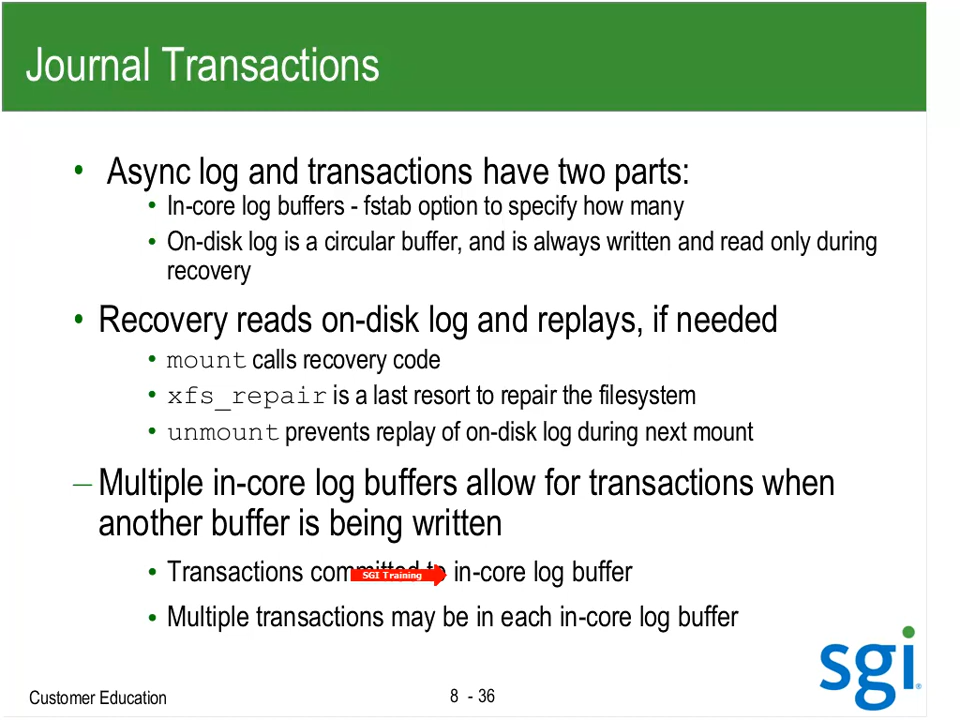 Journal Transactions
• Async log and transactions have two parts:
• In-core log buffers - fstab option to specify how many
• On-disk log is a circular buffer, and is always written and read only during
recovery
• Recovery reads on-disk log and replays, if needed
• mount calls recovery code
• xfs_repair is a last resort to repair the filesystem
• unmount prevents replay of on-disk log during next mount
– Multiple in-core log buffers allow for transactions when
another buffer is being written
• Transactions committed to in-core log buffer
SGI Training
• Multiple transactions may be in each in-core log buffer
sgi®
Customer Education
8 - 36